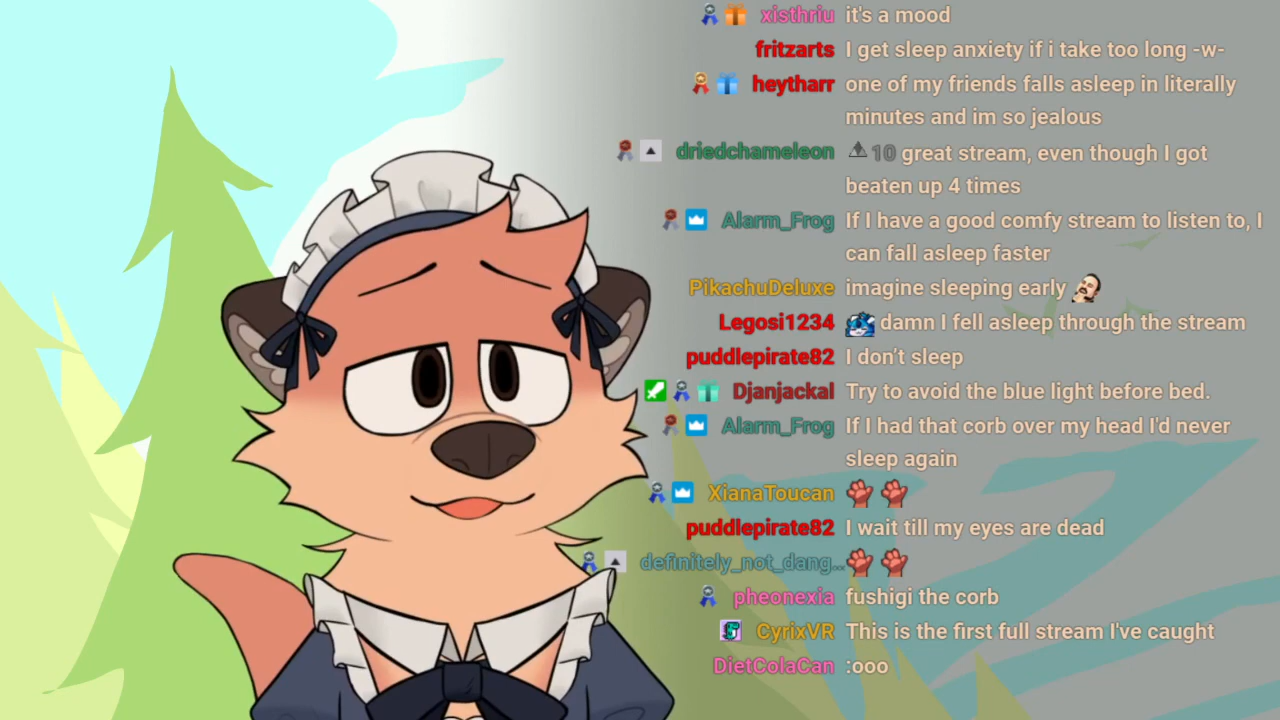 xisthriu it's a mood
fritzarts I get sleep anxiety if i take too long -w-
heytharr one of my friends falls asleep in literally
minutes and im so jealous
driedchameleon 10 great stream, even though I got
beaten up 4 times
Alarm_Frog If I have a good comfy stream to listen to, I
can fall asleep faster
PikachuDeluxe imagine sleeping early
Legosi1234 damn I fell asleep through the stream
puddlepirate82 I don't sleep
Djanjackal Try to avoid the blue light before bed.
Alarm_Frog If I had that corb over my head I'd never
sleep again
XianaToucan
puddlepirate82 I wait till my eyes are dead
definitely_not_dang...
pheonexia fushigi the corb
CyrixVR This is the first full stream I've caught
DietColaCan :ooo